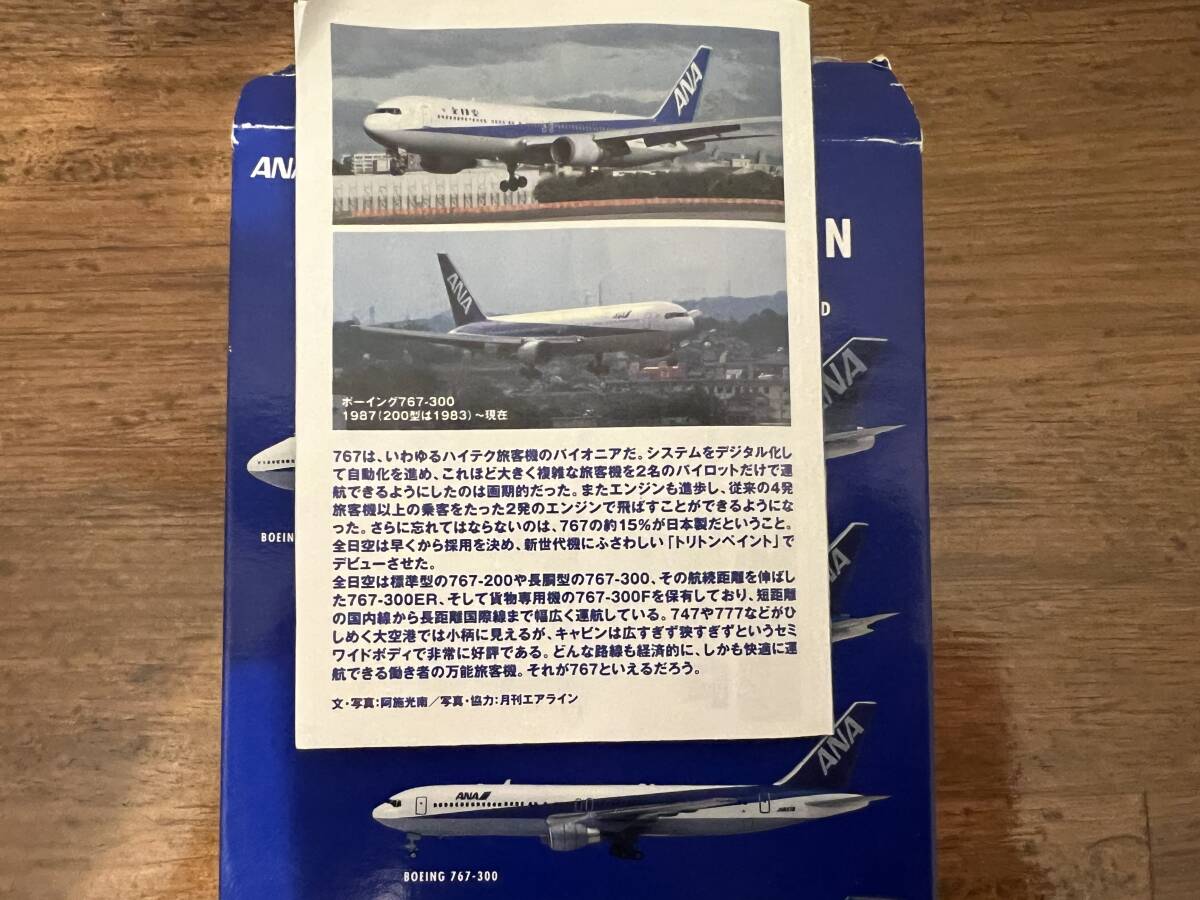 ANA
全日空
ANA
ANA
ANA
N
D
ANA
ボーイング767-300
1987(200型は1983)〜現在
767は、いわゆるハイテク旅客機のパイオニアだ。システムをデジタル化し
て自動化を進め、これほど大きく複雑な旅客機を2名のパイロットだけで運
航できるようにしたのは画期的だった。またエンジンも進歩し、従来の4発
旅客機以上の乗客をたった2発のエンジンで飛ばすことができるようにな
った。さらに忘れてはならないのは、767の約15%が日本製だということ。
全日空は早くから採用を決め、新世代機にふさわしい「トリトンペイント」で
デビューさせた。
全日空は標準型の767-200や長胴型の767-300、その航続距離を伸ばし
た767-300ER、そして貨物専用機の767-300Fを保有しており、短距離
の国内線から長距離国際線まで幅広く運航している。747や777などがひ
しめく大空港では小柄に見えるが、キャビンは広すぎず狭すぎずというセミ
ワイドボディで非常に好評である。どんな路線も経済的に、しかも快適に運
航できる働き者の万能旅客機。それが767といえるだろう。
文・写真:阿施光南/写真・協力:月刊エアライン
BOEIN
ANA
ANA
BOEING 767-300